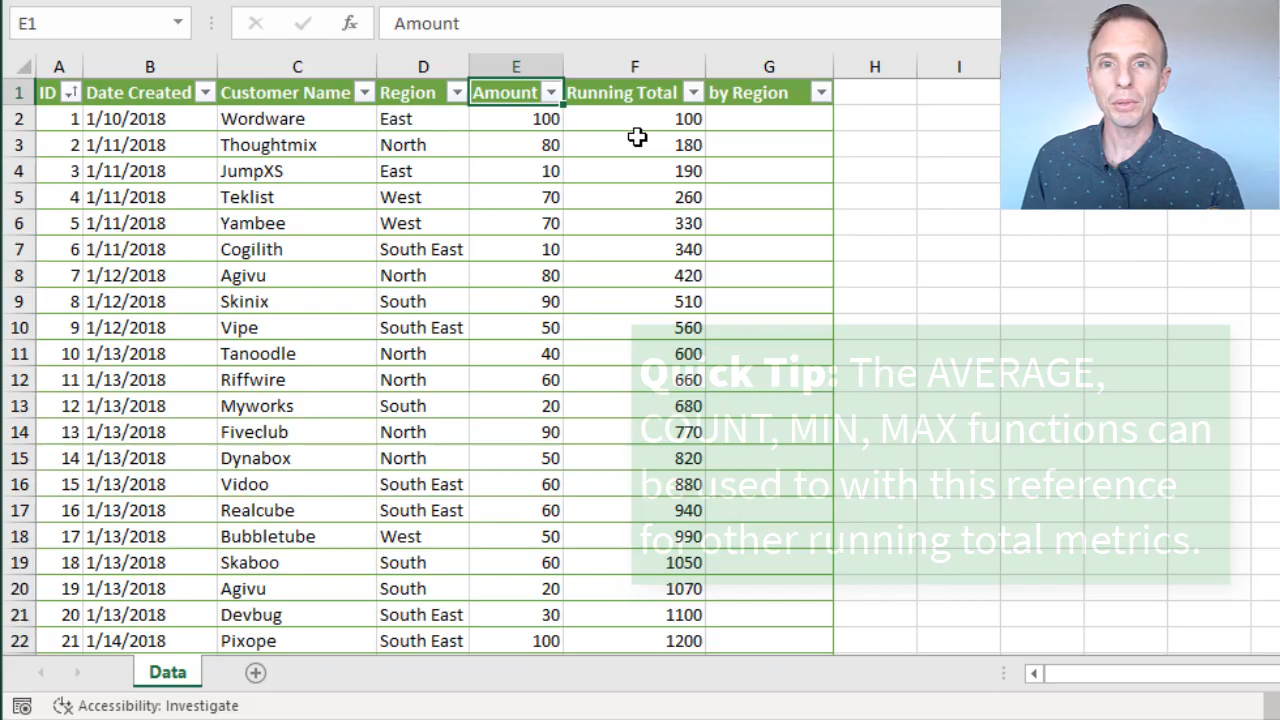 E1 fx Amount
A B C D E F G H I
1 ID Date Created Customer Name Region Amount Running Total by Region
2 1 1/10/2018 Wordware East 100 100
3 2 1/11/2018 Thoughtmix North 80 180
4 3 1/11/2018 JumpXS East 10 190
5 4 1/11/2018 Teklist West 70 260
6 5 1/11/2018 Yambee West 70 330
7 6 1/11/2018 Cogilith South East 10 340
8 7 1/12/2018 Agivu North 80 420
9 8 1/12/2018 Skinix South 90 510
10 9 1/12/2018 Vipe South East 50 560
11 10 1/13/2018 Tanoodle North 40 600
12 11 1/13/2018 Riffwire North 60 660
13 12 1/13/2018 Myworks South 20 680
14 13 1/13/2018 Fiveclub North 90 770
15 14 1/13/2018 Dynabox North 50 820
16 15 1/13/2018 Vidoo South East 60 880
17 16 1/13/2018 Realcube South East 60 940
18 17 1/13/2018 Bubbletube West 50 990
19 18 1/13/2018 Skaboo South 60 1050
20 19 1/13/2018 Agivu South 20 1070
21 20 1/13/2018 Devbug South East 30 1100
22 21 1/14/2018 Pixope South East 100 1200
Quick Tip: The AVERAGE,
COUNT, MIN, MAX functions can
be used to with this reference
for other running total metrics.
Data
Accessibility: Investigate